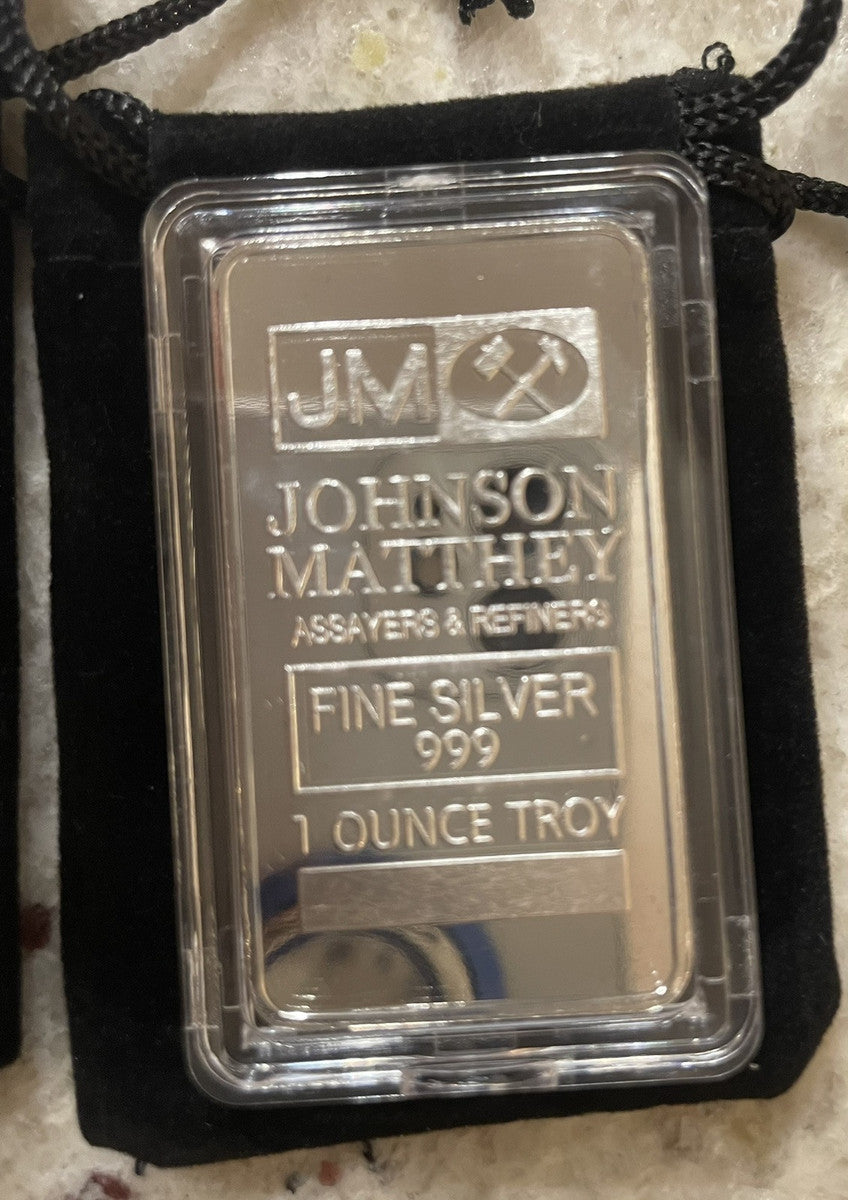 JM
JOHNSON
MATTHEY
ASSAYERS & REFINERS
FINE SILVER
999
1 OUNCE TROY